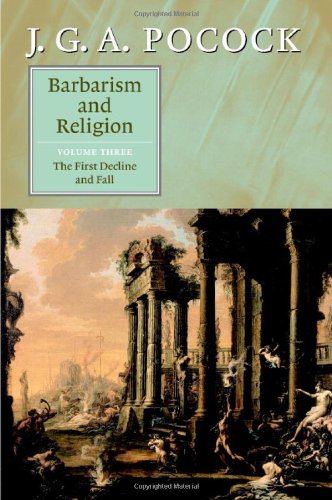 J. G. A. POCOCK
Barbarism
and Religion
VOLUME THREE
The First Decline
and Fall